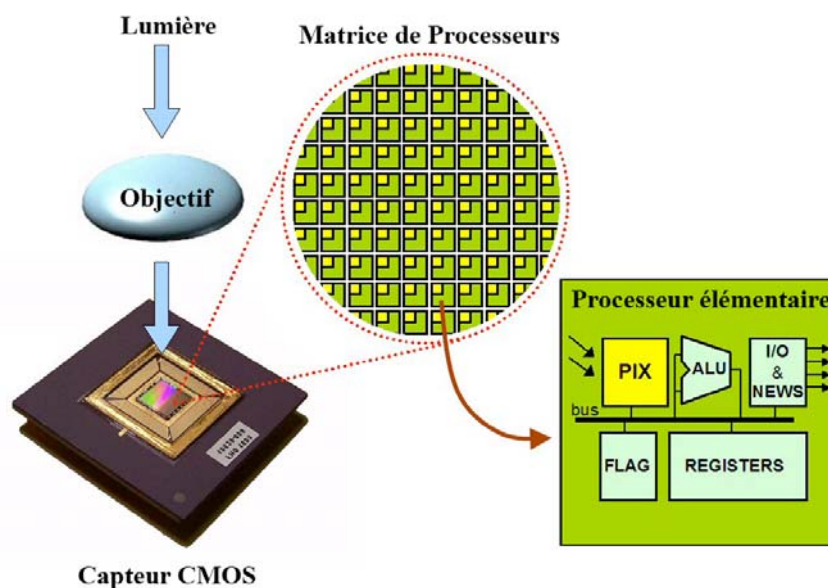 Lumière
Matrice de Processeurs
Objectif
Processeur élémentaire
PIX
ALU
I/O
&
NEWS
bus
FLAG
REGISTERS
Capteur CMOS